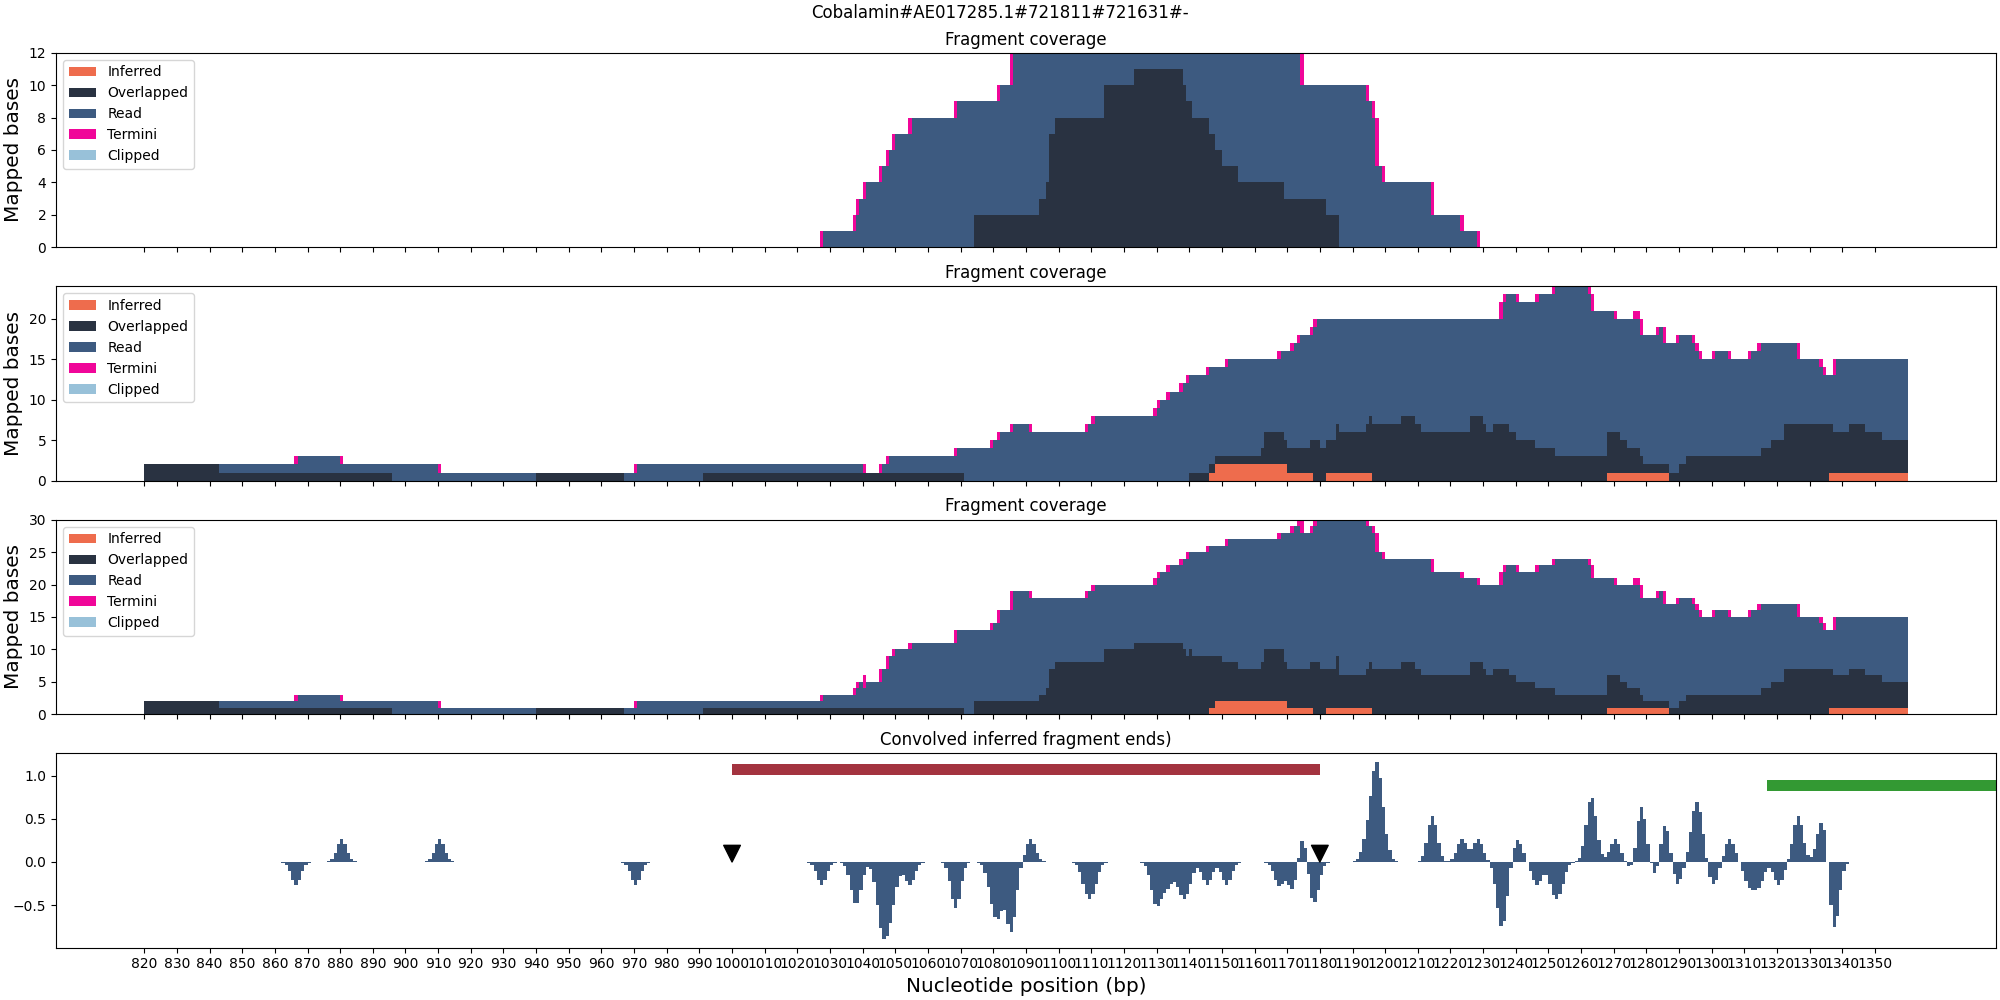 Cobalamin#AE017285.1#721811#721631#-
Fragment coverage
Mapped bases
12
10
8
6
4
2
0
Inferred
Overlapped
Read
Termini
Clipped
Fragment coverage
Mapped bases
20
15
10
5
0
Inferred
Overlapped
Read
Termini
Clipped
Fragment coverage
Mapped bases
30
25
20
15
10
5
0
Inferred
Overlapped
Read
Termini
Clipped
Convolved inferred fragment ends)
1.0
0.5
0.0
−0.5
820 830 840 850 860 870 880 890 900 910 920 930 940 950 960 970 980 990 1000 1010 1020 1030 1040 1050 1060 1070 1080 1090 1100 1110 1120 1130 1140 1150 1160 1170 1180 1190 1200 1210 1220 1230 1240 1250 1260 1270 1280 1290 1300 1310 1320 1330 1340 1350
Nucleotide position (bp)